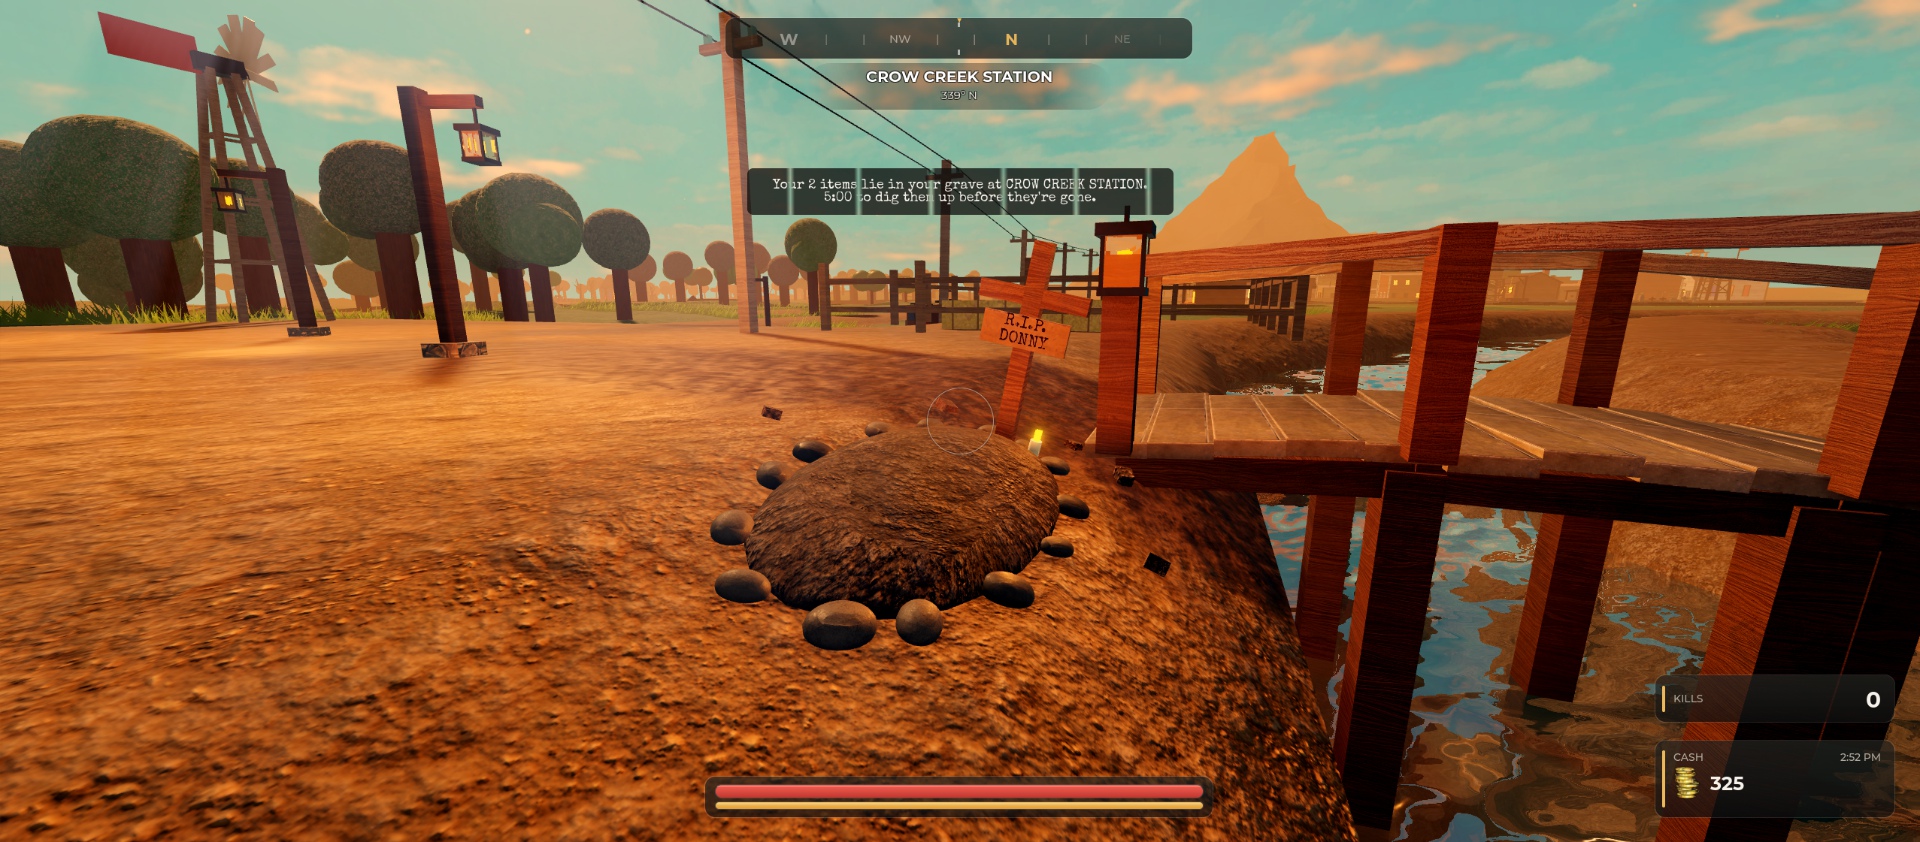 W NW N NE
CROW CREEK STATION
339° N
Your 2 items lie in your grave at CROW CREEK STATION.
5:00 to dig them up before they're gone.
R.I.P.
DONNY
KILLS 0
CASH 2:52 PM
325